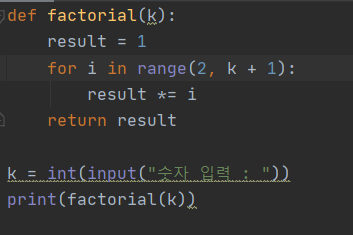 def factorial(k):
    result = 1
    for i in range(2, k + 1):
        result *= i
    return result
k = int(input("숫자 입력 : "))
print(factorial(k))